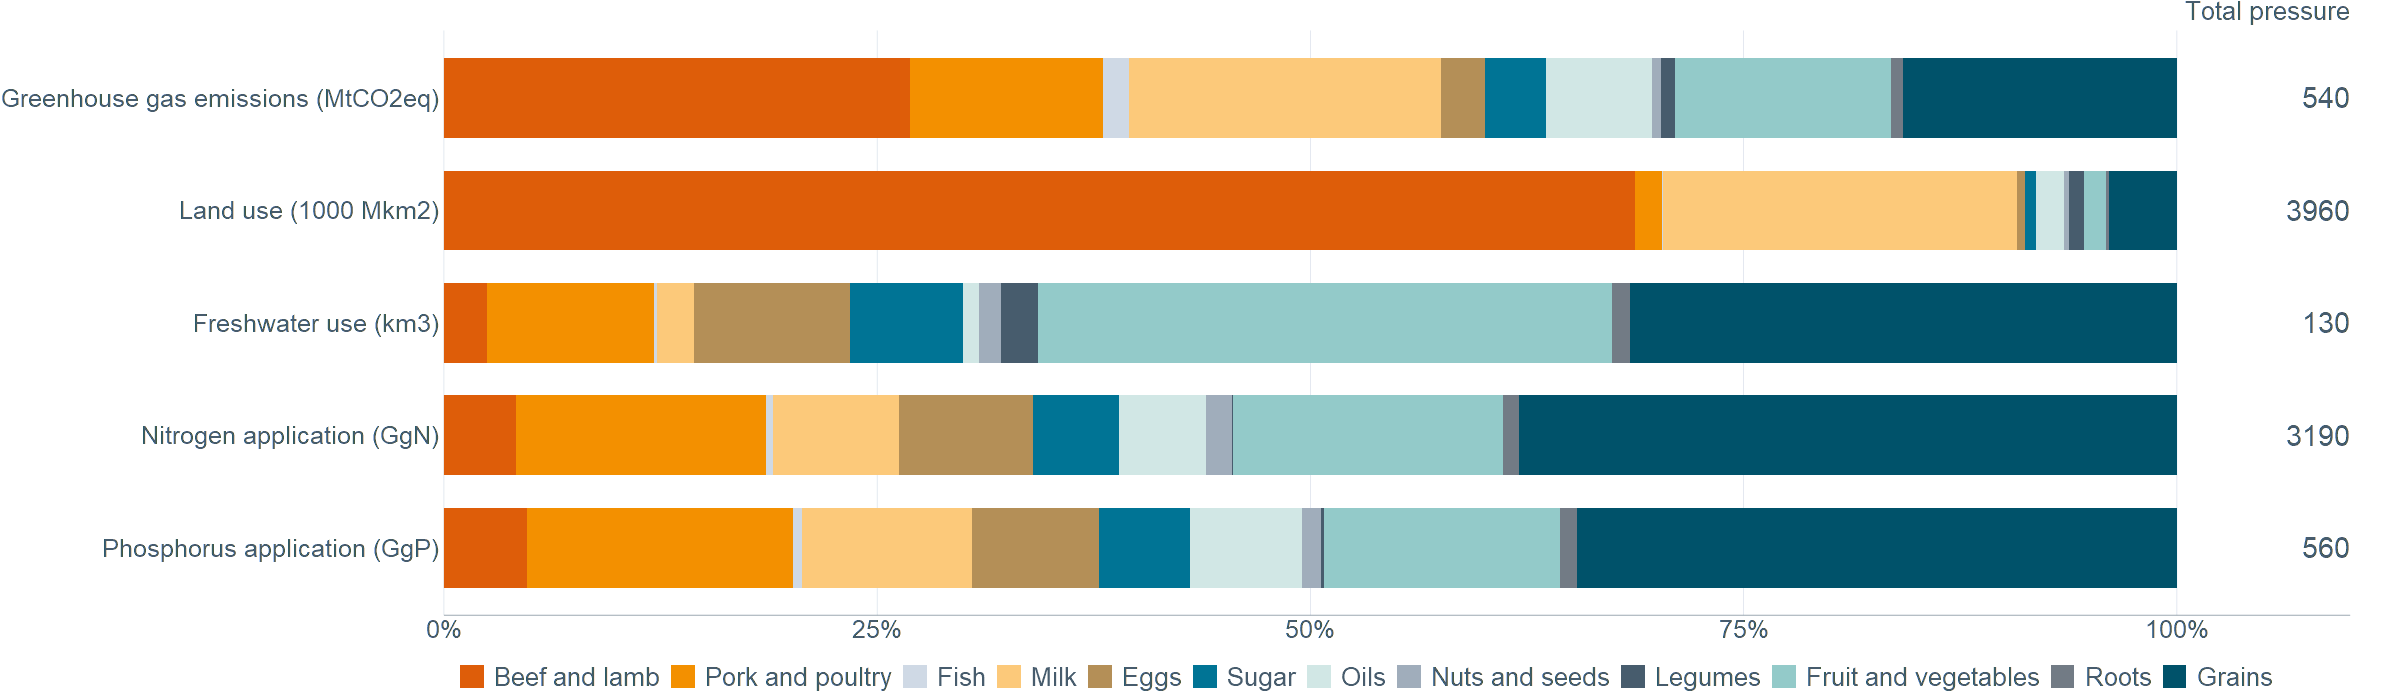 Total pressure
Greenhouse gas emissions (MtCO2eq) 540
Land use (1000 Mkm2) 3960
Freshwater use (km3) 130
Nitrogen application (GgN) 3190
Phosphorus application (GgP) 560
0% 25% 50% 75% 100%
Beef and lamb Pork and poultry Fish Milk Eggs Sugar Oils Nuts and seeds Legumes Fruit and vegetables Roots Grains